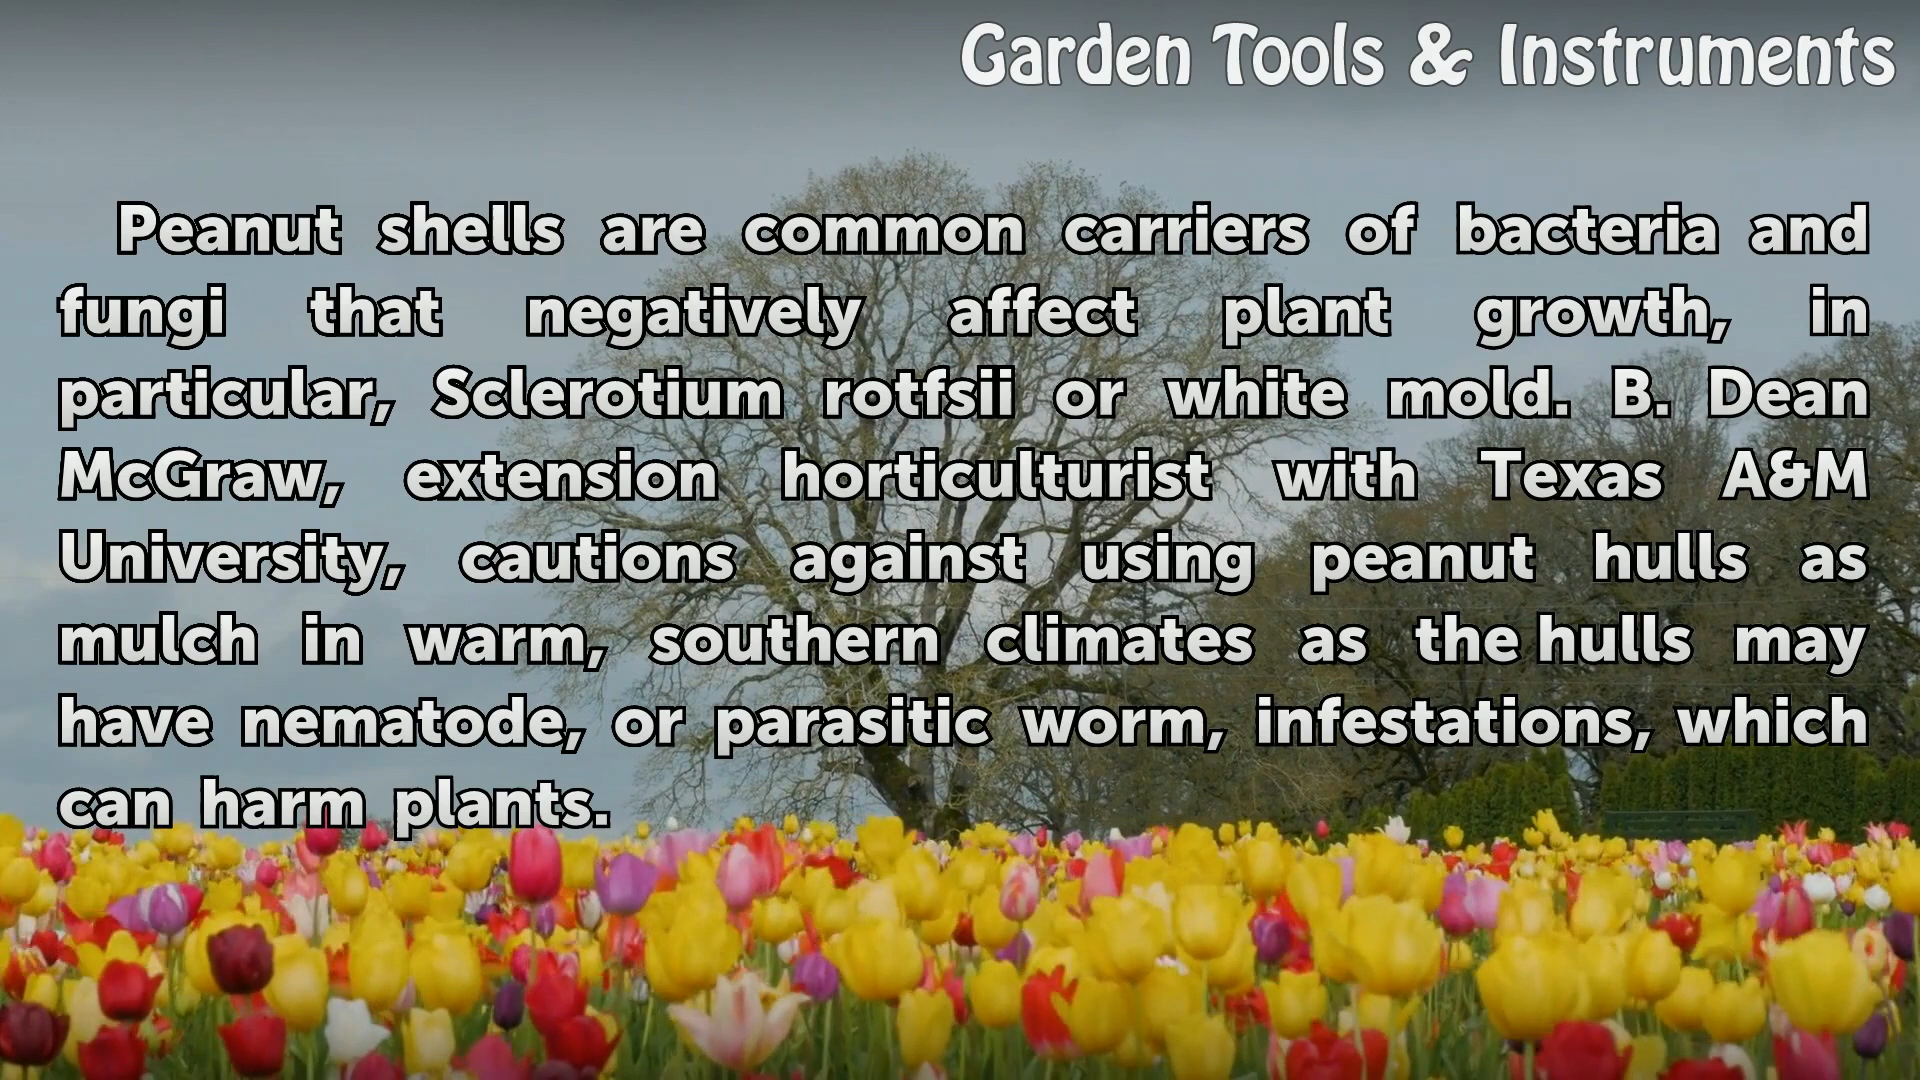 Garden Tools & Instruments
Peanut shells are common carriers of bacteria and
fungi that negatively affect plant growth, in
particular, Sclerotium rotfsii or white mold. B. Dean
McGraw, extension horticulturist with Texas A&M
University, cautions against using peanut hulls as
mulch in warm, southern climates as the hulls may
have nematode, or parasitic worm, infestations, which
can harm plants.